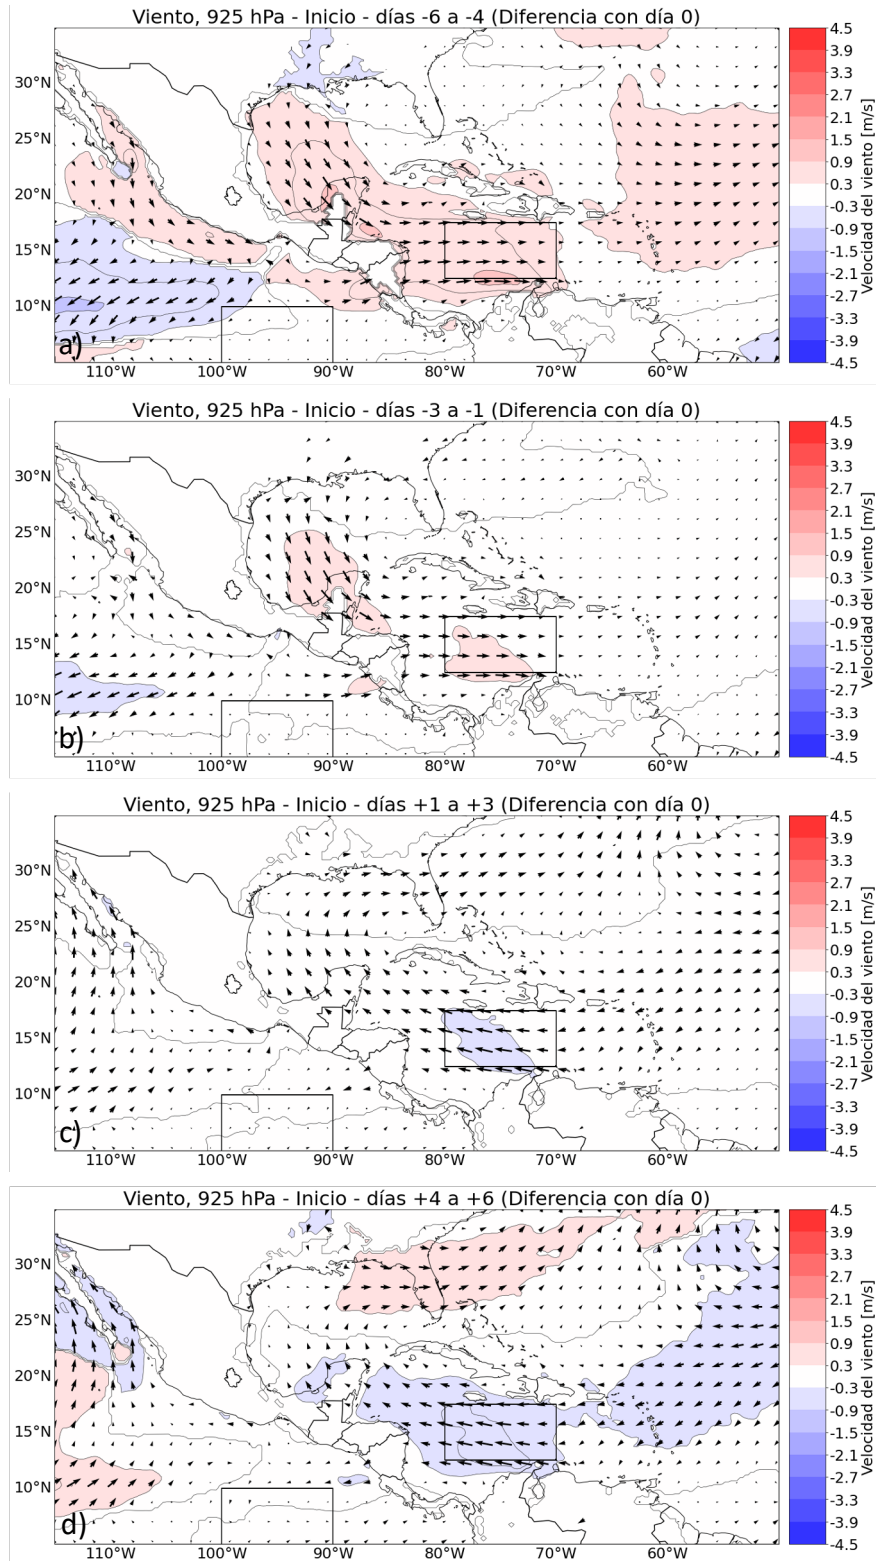 Viento, 925 hPa - Inicio - días -6 a -4 (Diferencia con día 0)
30°N
25°N
20°N
15°N
10°N
a)
110°W 100°W 90°W 80°W 70°W 60°W
4.5
3.9
3.3
2.7
2.1
1.5
0.9
0.3
-0.3
-0.9
-1.5
-2.1
-2.7
-3.3
-3.9
-4.5
Velocidad del viento [m/s]
Viento, 925 hPa - Inicio - días -3 a -1 (Diferencia con día 0)
30°N
25°N
20°N
15°N
10°N
b)
110°W 100°W 90°W 80°W 70°W 60°W
4.5
3.9
3.3
2.7
2.1
1.5
0.9
0.3
-0.3
-0.9
-1.5
-2.1
-2.7
-3.3
-3.9
-4.5
Velocidad del viento [m/s]
Viento, 925 hPa - Inicio - días +1 a +3 (Diferencia con día 0)
30°N
25°N
20°N
15°N
10°N
c)
110°W 100°W 90°W 80°W 70°W 60°W
4.5
3.9
3.3
2.7
2.1
1.5
0.9
0.3
-0.3
-0.9
-1.5
-2.1
-2.7
-3.3
-3.9
-4.5
Velocidad del viento [m/s]
Viento, 925 hPa - Inicio - días +4 a +6 (Diferencia con día 0)
30°N
25°N
20°N
15°N
10°N
d)
110°W 100°W 90°W 80°W 70°W 60°W
4.5
3.9
3.3
2.7
2.1
1.5
0.9
0.3
-0.3
-0.9
-1.5
-2.1
-2.7
-3.3
-3.9
-4.5
Velocidad del viento [m/s]